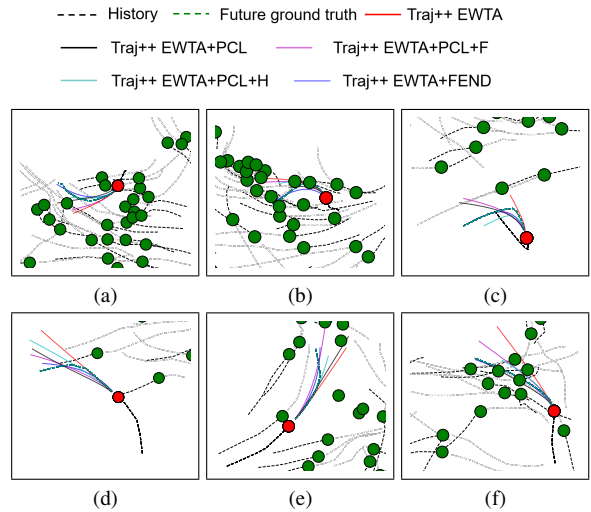 History Future ground truth Traj++ EWTA
Traj++ EWTA+PCL Traj++ EWTA+PCL+F
Traj++ EWTA+PCL+H Traj++ EWTA+FEND
(a) (b) (c)
(d) (e) (f)